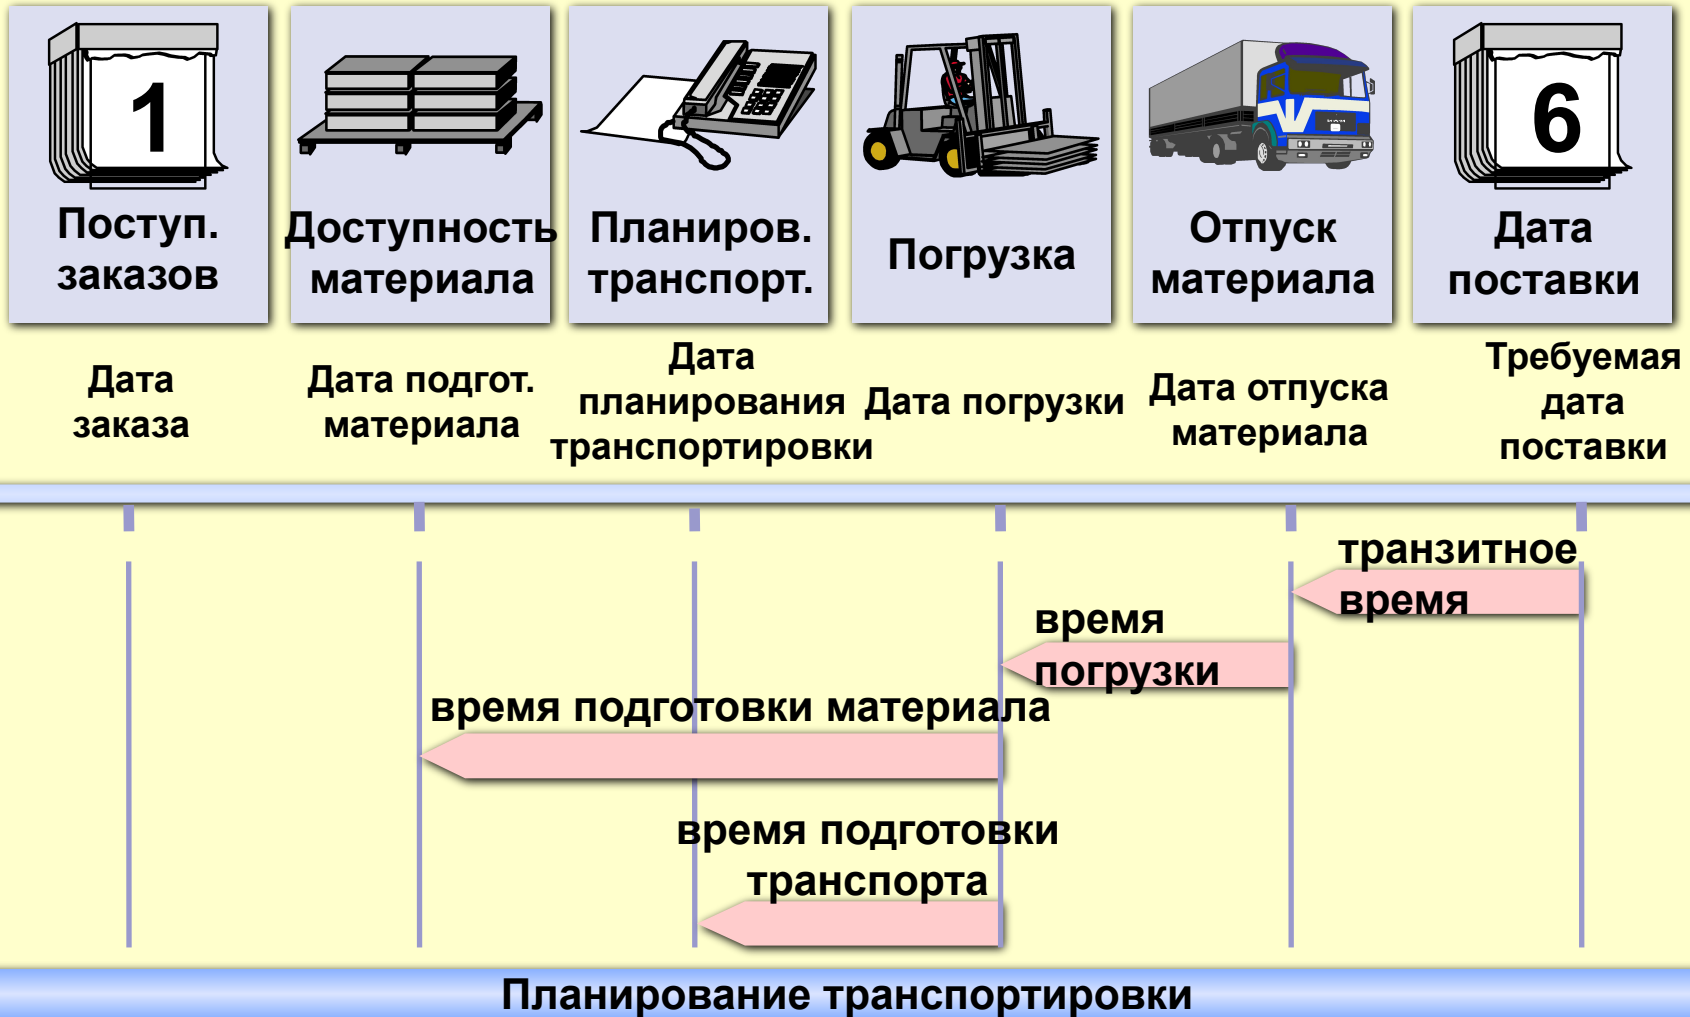 1
6
Поступ.
заказов
Доступность
материала
Планиров.
транспорт.
Погрузка
Отпуск
материала
Дата
поставки
Дата
заказа
Дата подгот.
материала
Дата
планирования
транспортировки
Дата погрузки
Дата отпуска
материала
Требуемая
дата
поставки
транзитное
время
время
погрузки
время подготовки материала
время подготовки
транспорта
Планирование транспортировки